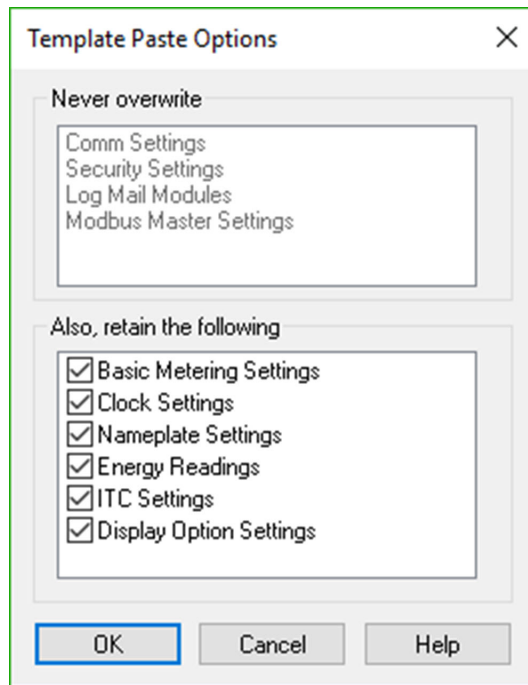 Template Paste Options
Never overwrite
Comm Settings
Security Settings
Log Mail Modules
Modbus Master Settings
Also, retain the following
Basic Metering Settings
Clock Settings
Nameplate Settings
Energy Readings
ITC Settings
Display Option Settings
OK Cancel Help